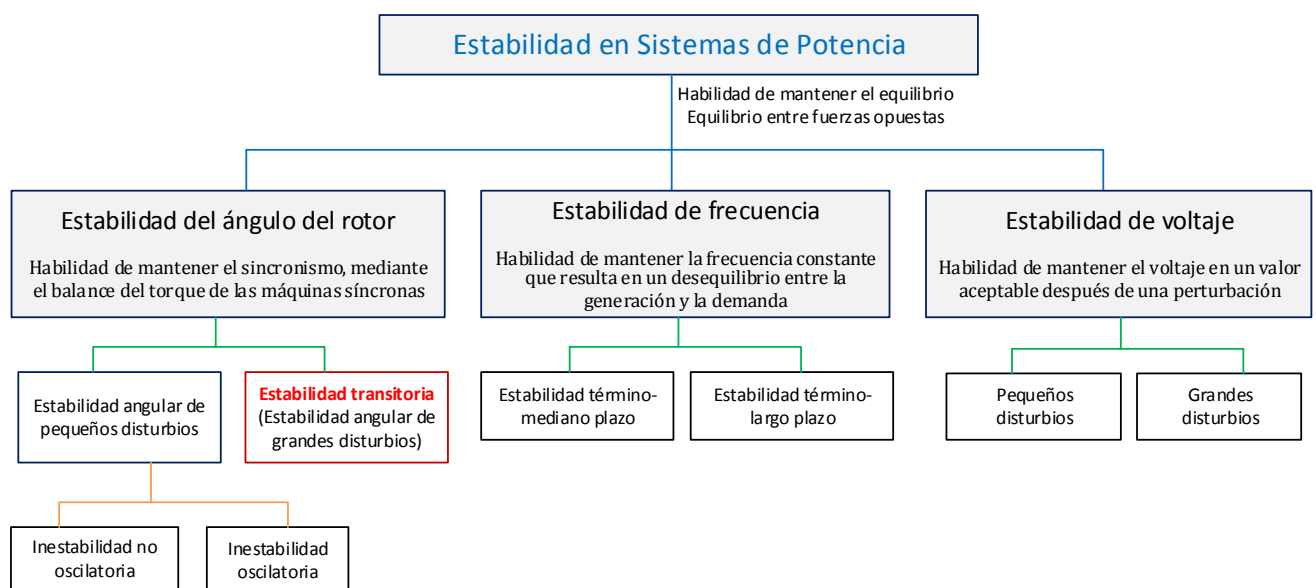 Estabilidad en Sistemas de Potencia
Habilidad de mantener el equilibrio
Equilibrio entre fuerzas opuestas
Estabilidad del ángulo del rotor
Habilidad de mantener el sincronismo, mediante
el balance del torque de las máquinas síncronas
Estabilidad de frecuencia
Habilidad de mantener la frecuencia constante
que resulta en un desequilibrio entre la
generación y la demanda
Estabilidad de voltaje
Habilidad de mantener el voltaje en un valor
aceptable después de una perturbación
Estabilidad angular de
pequeños disturbios
Estabilidad transitoria
(Estabilidad angular de
grandes disturbios)
Estabilidad término-
mediano plazo
Estabilidad término-
largo plazo
Pequeños
disturbios
Grandes
disturbios
Inestabilidad no
oscilatoria
Inestabilidad
oscilatoria